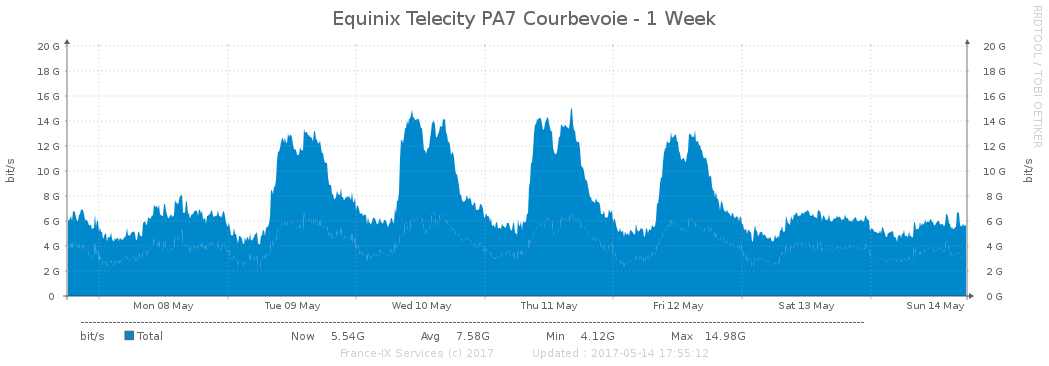 Equinix Telecity PA7 Courbevoie - 1 Week
RRDTOOL / TOBI OETIKER
bit/s
20 G
18 G
16 G
14 G
12 G
10 G
8 G
6 G
4 G
2 G
0
20 G
18 G
16 G
14 G
12 G
10 G
8 G
6 G
4 G
2 G
0 G
bit/s
Mon 08 May Tue 09 May Wed 10 May Thu 11 May Fri 12 May Sat 13 May Sun 14 May
bit/s Total Now 5.54G Avg 7.58G Min 4.12G Max 14.98G
France-IX Services (c) 2017 Updated : 2017-05-14 17:55:12